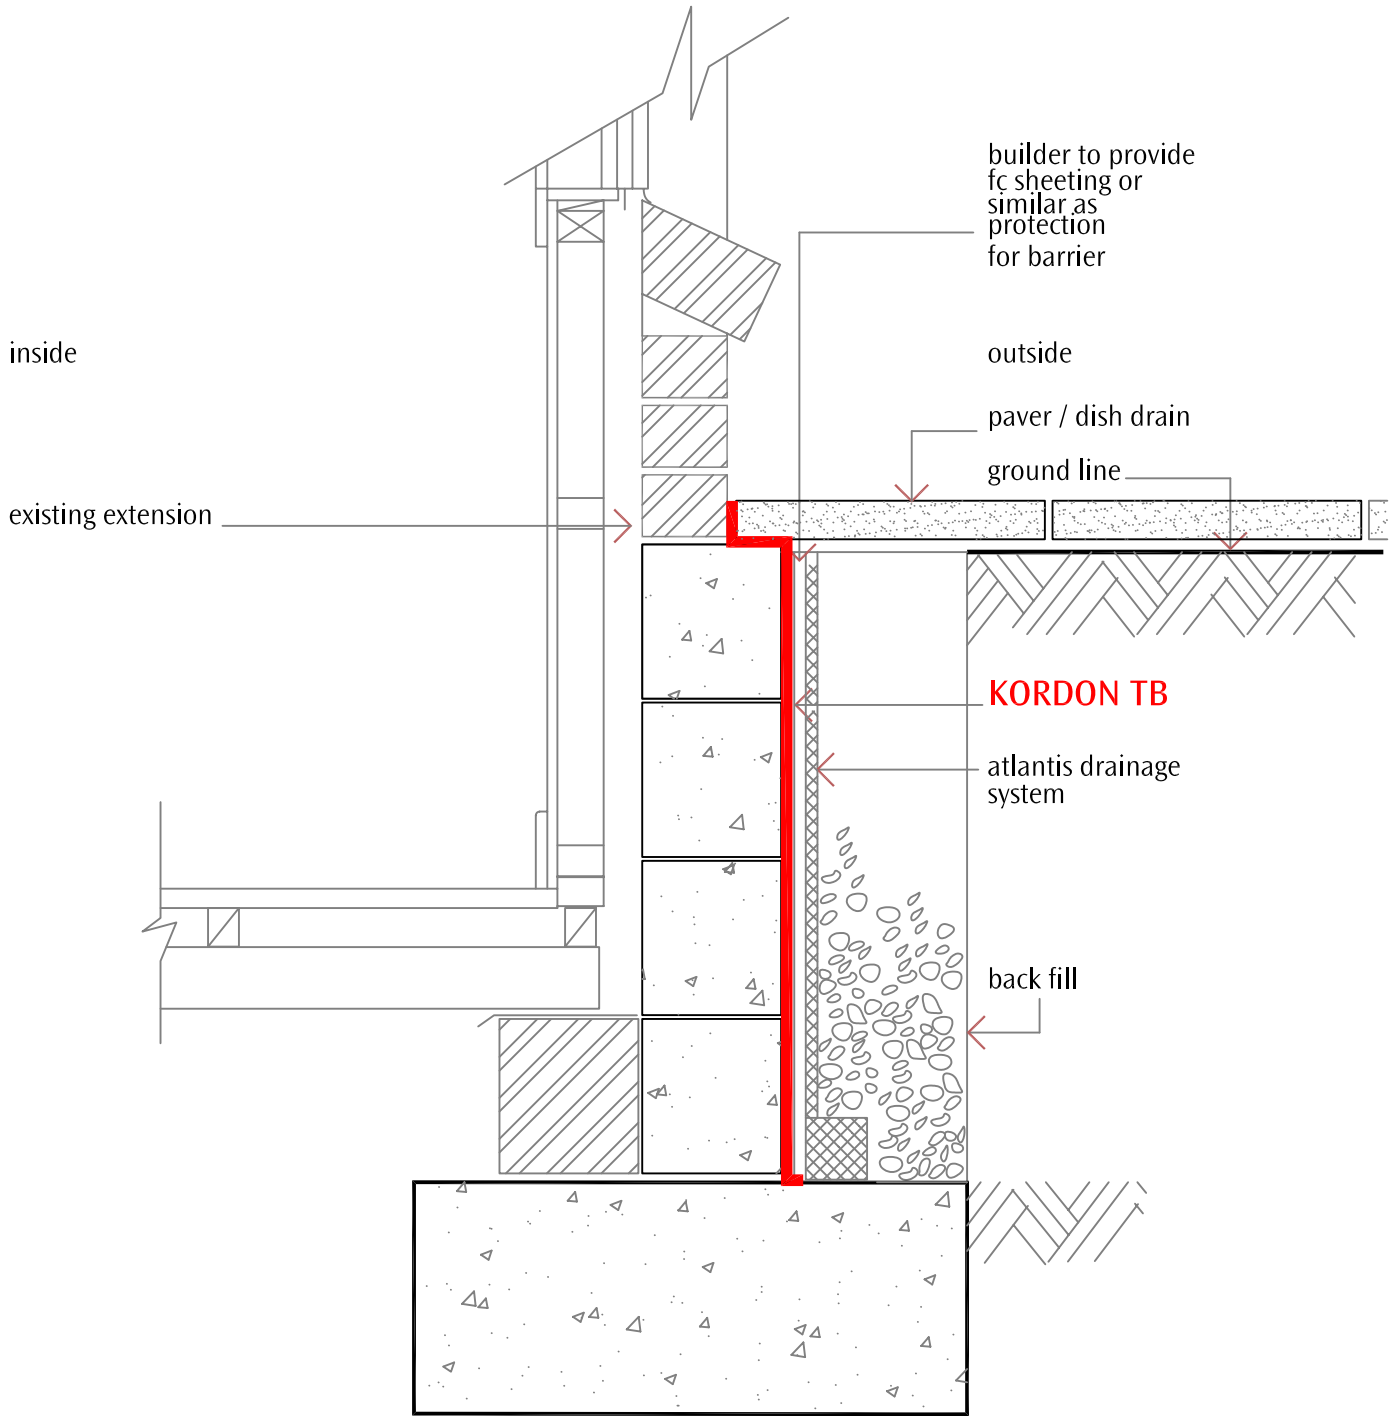 builder to provide
fc sheeting or
similar as
protection
for barrier
inside
outside
paver / dish drain
ground line
existing extension
KORDON TB
atlantis drainage
system
back fill